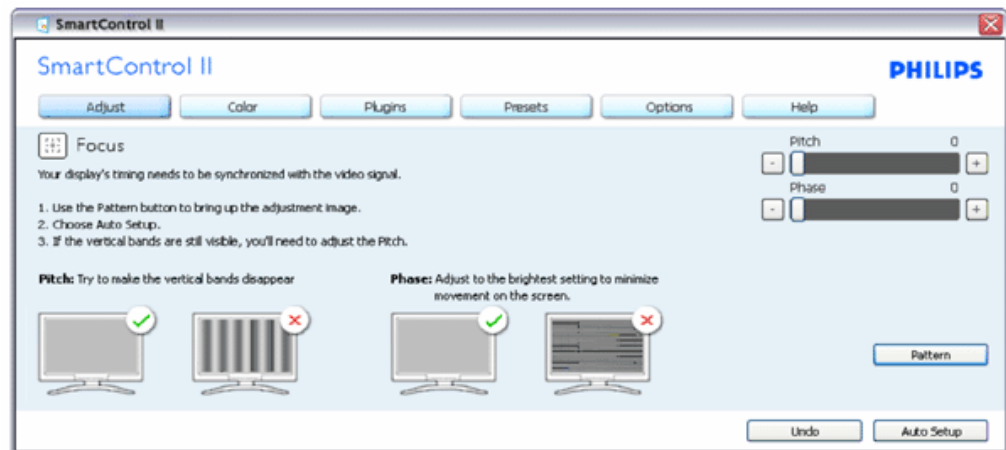 SmartControl II
SmartControl II
PHILIPS
Adjust Color Plugins Presets Options Help
Focus
Pitch 0
- +
Phase 0
- +
Your display's timing needs to be synchronized with the video signal.
1. Use the Pattern button to bring up the adjustment image.
2. Choose Auto Setup.
3. If the vertical bands are still visible, you'll need to adjust the Pitch.
Pitch: Try to make the vertical bands disappear
Phase: Adjust to the brightest setting to minimize
movement on the screen.
Pattern
Undo Auto Setup